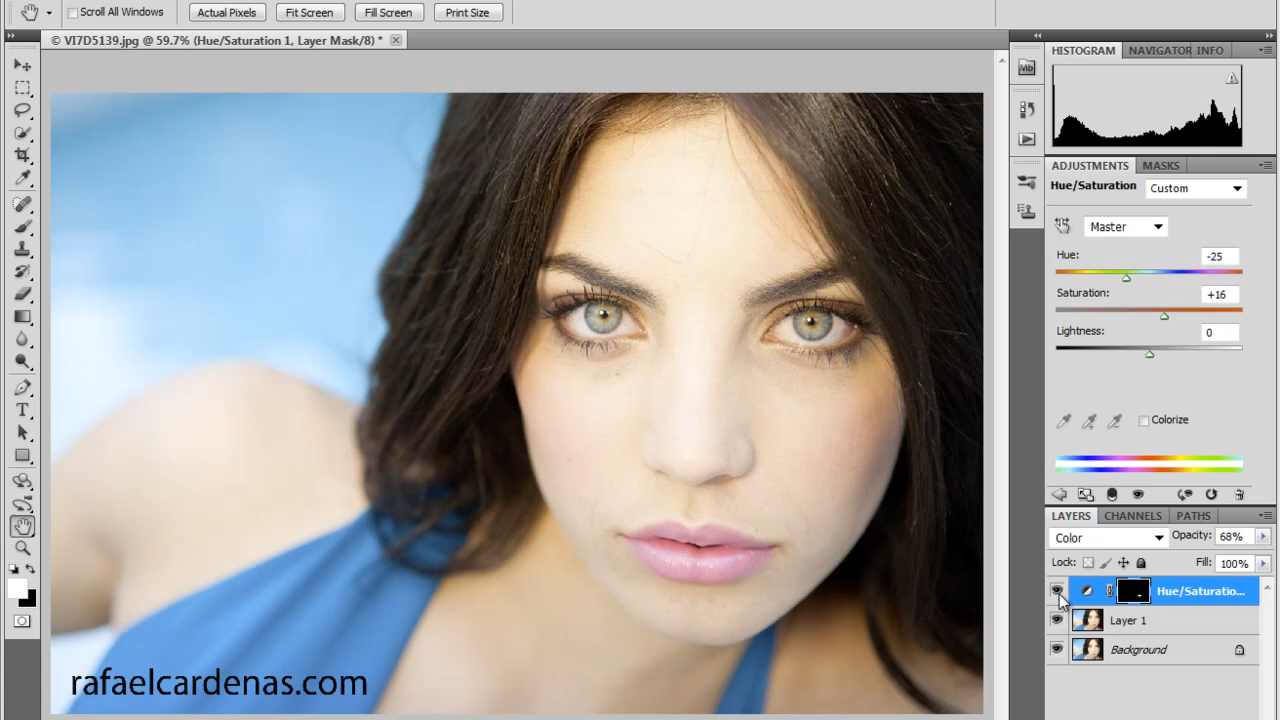 Scroll All Windows
Actual Pixels
Fit Screen
Fill Screen
Print Size
© VI7D5139.jpg @ 59.7% (Hue/Saturation 1, Layer Mask/8) *
HISTOGRAM NAVIGATOR INFO
Mb
ADJUSTMENTS MASKS
Hue/Saturation Custom
Master
Hue: -25
Saturation: +16
Lightness: 0
Colorize
LAYERS CHANNELS PATHS
Color Opacity: 68%
Lock: Fill: 100%
Hue/Saturatio...
Layer 1
Background
T
rafaelcardenas.com